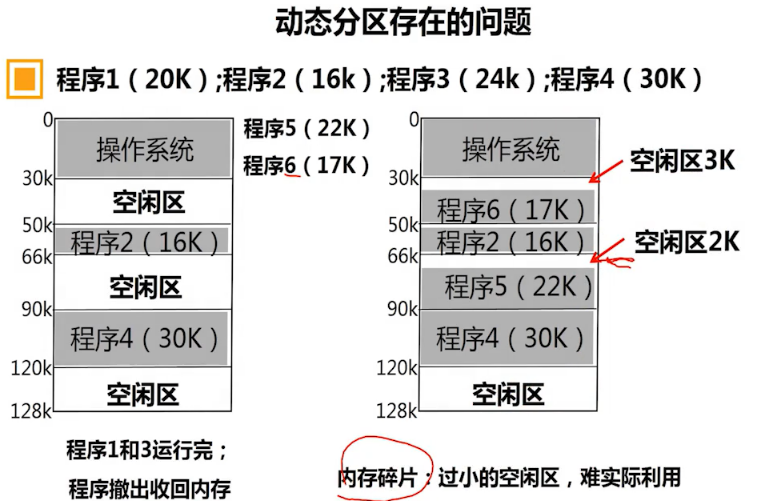 动态分区存在的问题
程序1（20K）;程序2（16k）;程序3（24k）;程序4（30K）
0
操作系统
30k
空闲区
50k
程序2（16K）
66k
空闲区
90k
程序4（30K）
120k
空闲区
128k
程序1和3运行完；
程序撤出收回内存
程序5（22K）
程序6（17K）
0
操作系统
30k
空闲区3K
程序6（17K）
50k
程序2（16K）
66k
空闲区2K
程序5（22K）
90k
程序4（30K）
120k
空闲区
128k
内存碎片：过小的空闲区，难实际利用